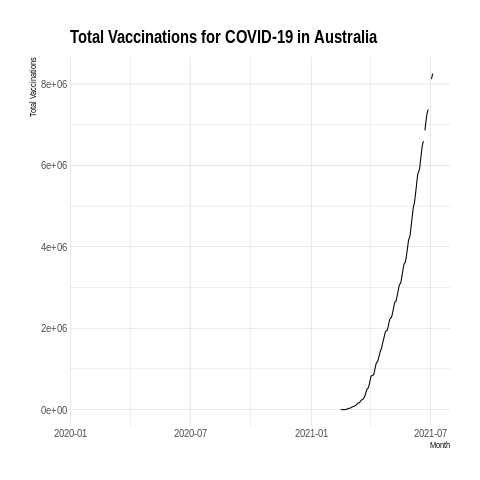 Total Vaccinations for COVID-19 in Australia
Total Vaccinations
8e+06
6e+06
4e+06
2e+06
0e+00
2020-01 2020-07 2021-01 2021-07
Month